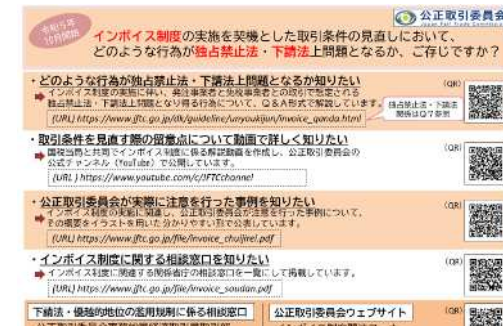 公正取引委員会
Japan Fair Trade Commission
令和５年
10月開始
インボイス制度の実施を契機とした取引条件の見直しにおいて、
どのような行為が独占禁止法・下請法上問題となるか、ご存じですか？
・どのような行為が独占禁止法・下請法上問題となるか知りたい
➡ インボイス制度の実施に伴い、発注事業者と免税事業者との取引で想定される
独占禁止法・下請法上問題となり得る行為について、Ｑ＆Ａ形式で解説しています。
(URL) https://www.jftc.go.jp/dk/guideline/unyoukijun/invoice_qanda.html
(QR)
独占禁止法・下請法
関係はＱ７参照
・取引条件を見直す際の留意点について動画で詳しく知りたい
➡ 国税当局と共同でインボイス制度に係る解説動画を作成し、公正取引委員会の
公式チャンネル（YouTube）で公開しています。
(URL) https://www.youtube.com/c/JFTCchannel
(QR)
・公正取引委員会が実際に注意を行った事例を知りたい
➡ インボイス制度の実施に関連し、公正取引委員会が注意を行った事例について、
その概要をイラストを用いた分かりやすい形で公表しています。
(URL) https://www.jftc.go.jp/file/invoice_chuijirei.pdf
(QR)
・インボイス制度に関する相談窓口を知りたい
➡ インボイス制度に関連する関係省庁の相談窓口を一覧にして掲載しています。
(URL) https://www.jftc.go.jp/file/invoice_soudan.pdf
(QR)
下請法・優越的地位の濫用規制に係る相談窓口
公正取引委員会ウェブサイト
(QR)